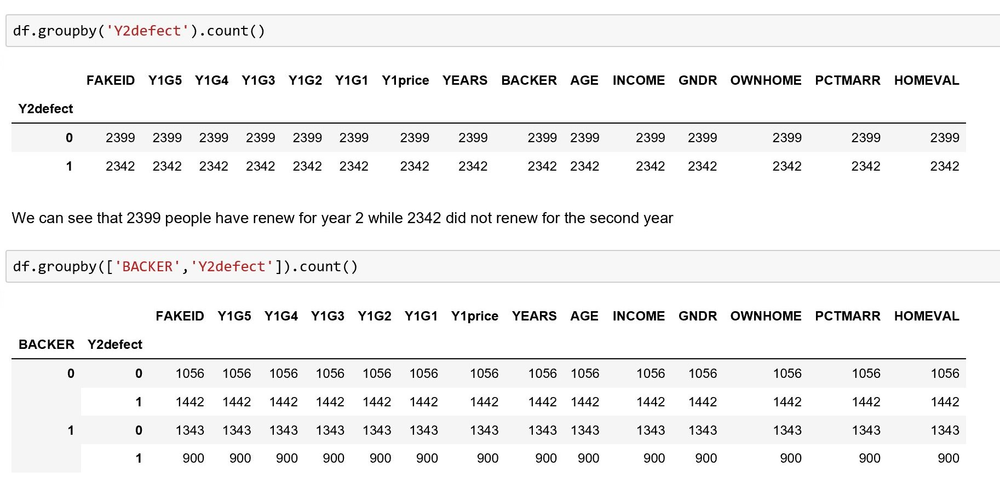 df.groupby('Y2defect').count()
FAKEID Y1G5 Y1G4 Y1G3 Y1G2 Y1G1 Y1price YEARS BACKER AGE INCOME GNDR OWNHOME PCTMARR HOMEVAL
Y2defect
0 2399 2399 2399 2399 2399 2399 2399 2399 2399 2399 2399 2399 2399 2399 2399
1 2342 2342 2342 2342 2342 2342 2342 2342 2342 2342 2342 2342 2342 2342 2342
We can see that 2399 people have renew for year 2 while 2342 did not renew for the second year
df.groupby(['BACKER','Y2defect']).count()
FAKEID Y1G5 Y1G4 Y1G3 Y1G2 Y1G1 Y1price YEARS AGE INCOME GNDR OWNHOME PCTMARR HOMEVAL
BACKER Y2defect
0 0 1056 1056 1056 1056 1056 1056 1056 1056 1056 1056 1056 1056 1056 1056
1 1442 1442 1442 1442 1442 1442 1442 1442 1442 1442 1442 1442 1442 1442
1 0 1343 1343 1343 1343 1343 1343 1343 1343 1343 1343 1343 1343 1343 1343
1 900 900 900 900 900 900 900 900 900 900 900 900 900 900